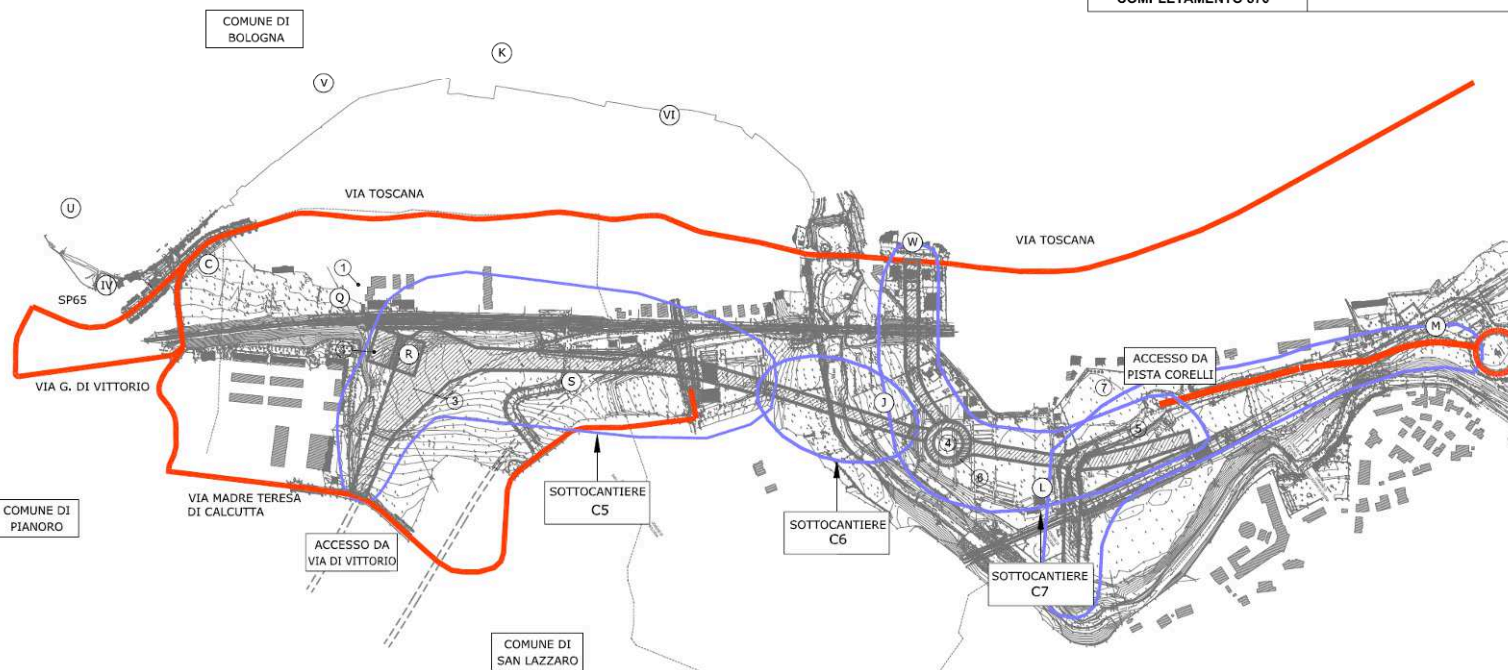 COMPLETAMENTO 870
COMUNE DI
BOLOGNA
K
V
VI
U
VIA TOSCANA
VIA TOSCANA
W
C
1
IV
SP65
Q
M
R
ACCESSO DA
PISTA CORELLI
7
VIA G. DI VITTORIO
S
3
J
5
4
8
L
VIA MADRE TERESA
DI CALCUTTA
SOTTOCANTIERE
C5
COMUNE DI
PIANORO
SOTTOCANTIERE
C6
ACCESSO DA
VIA DI VITTORIO
SOTTOCANTIERE
C7
COMUNE DI
SAN LAZZARO